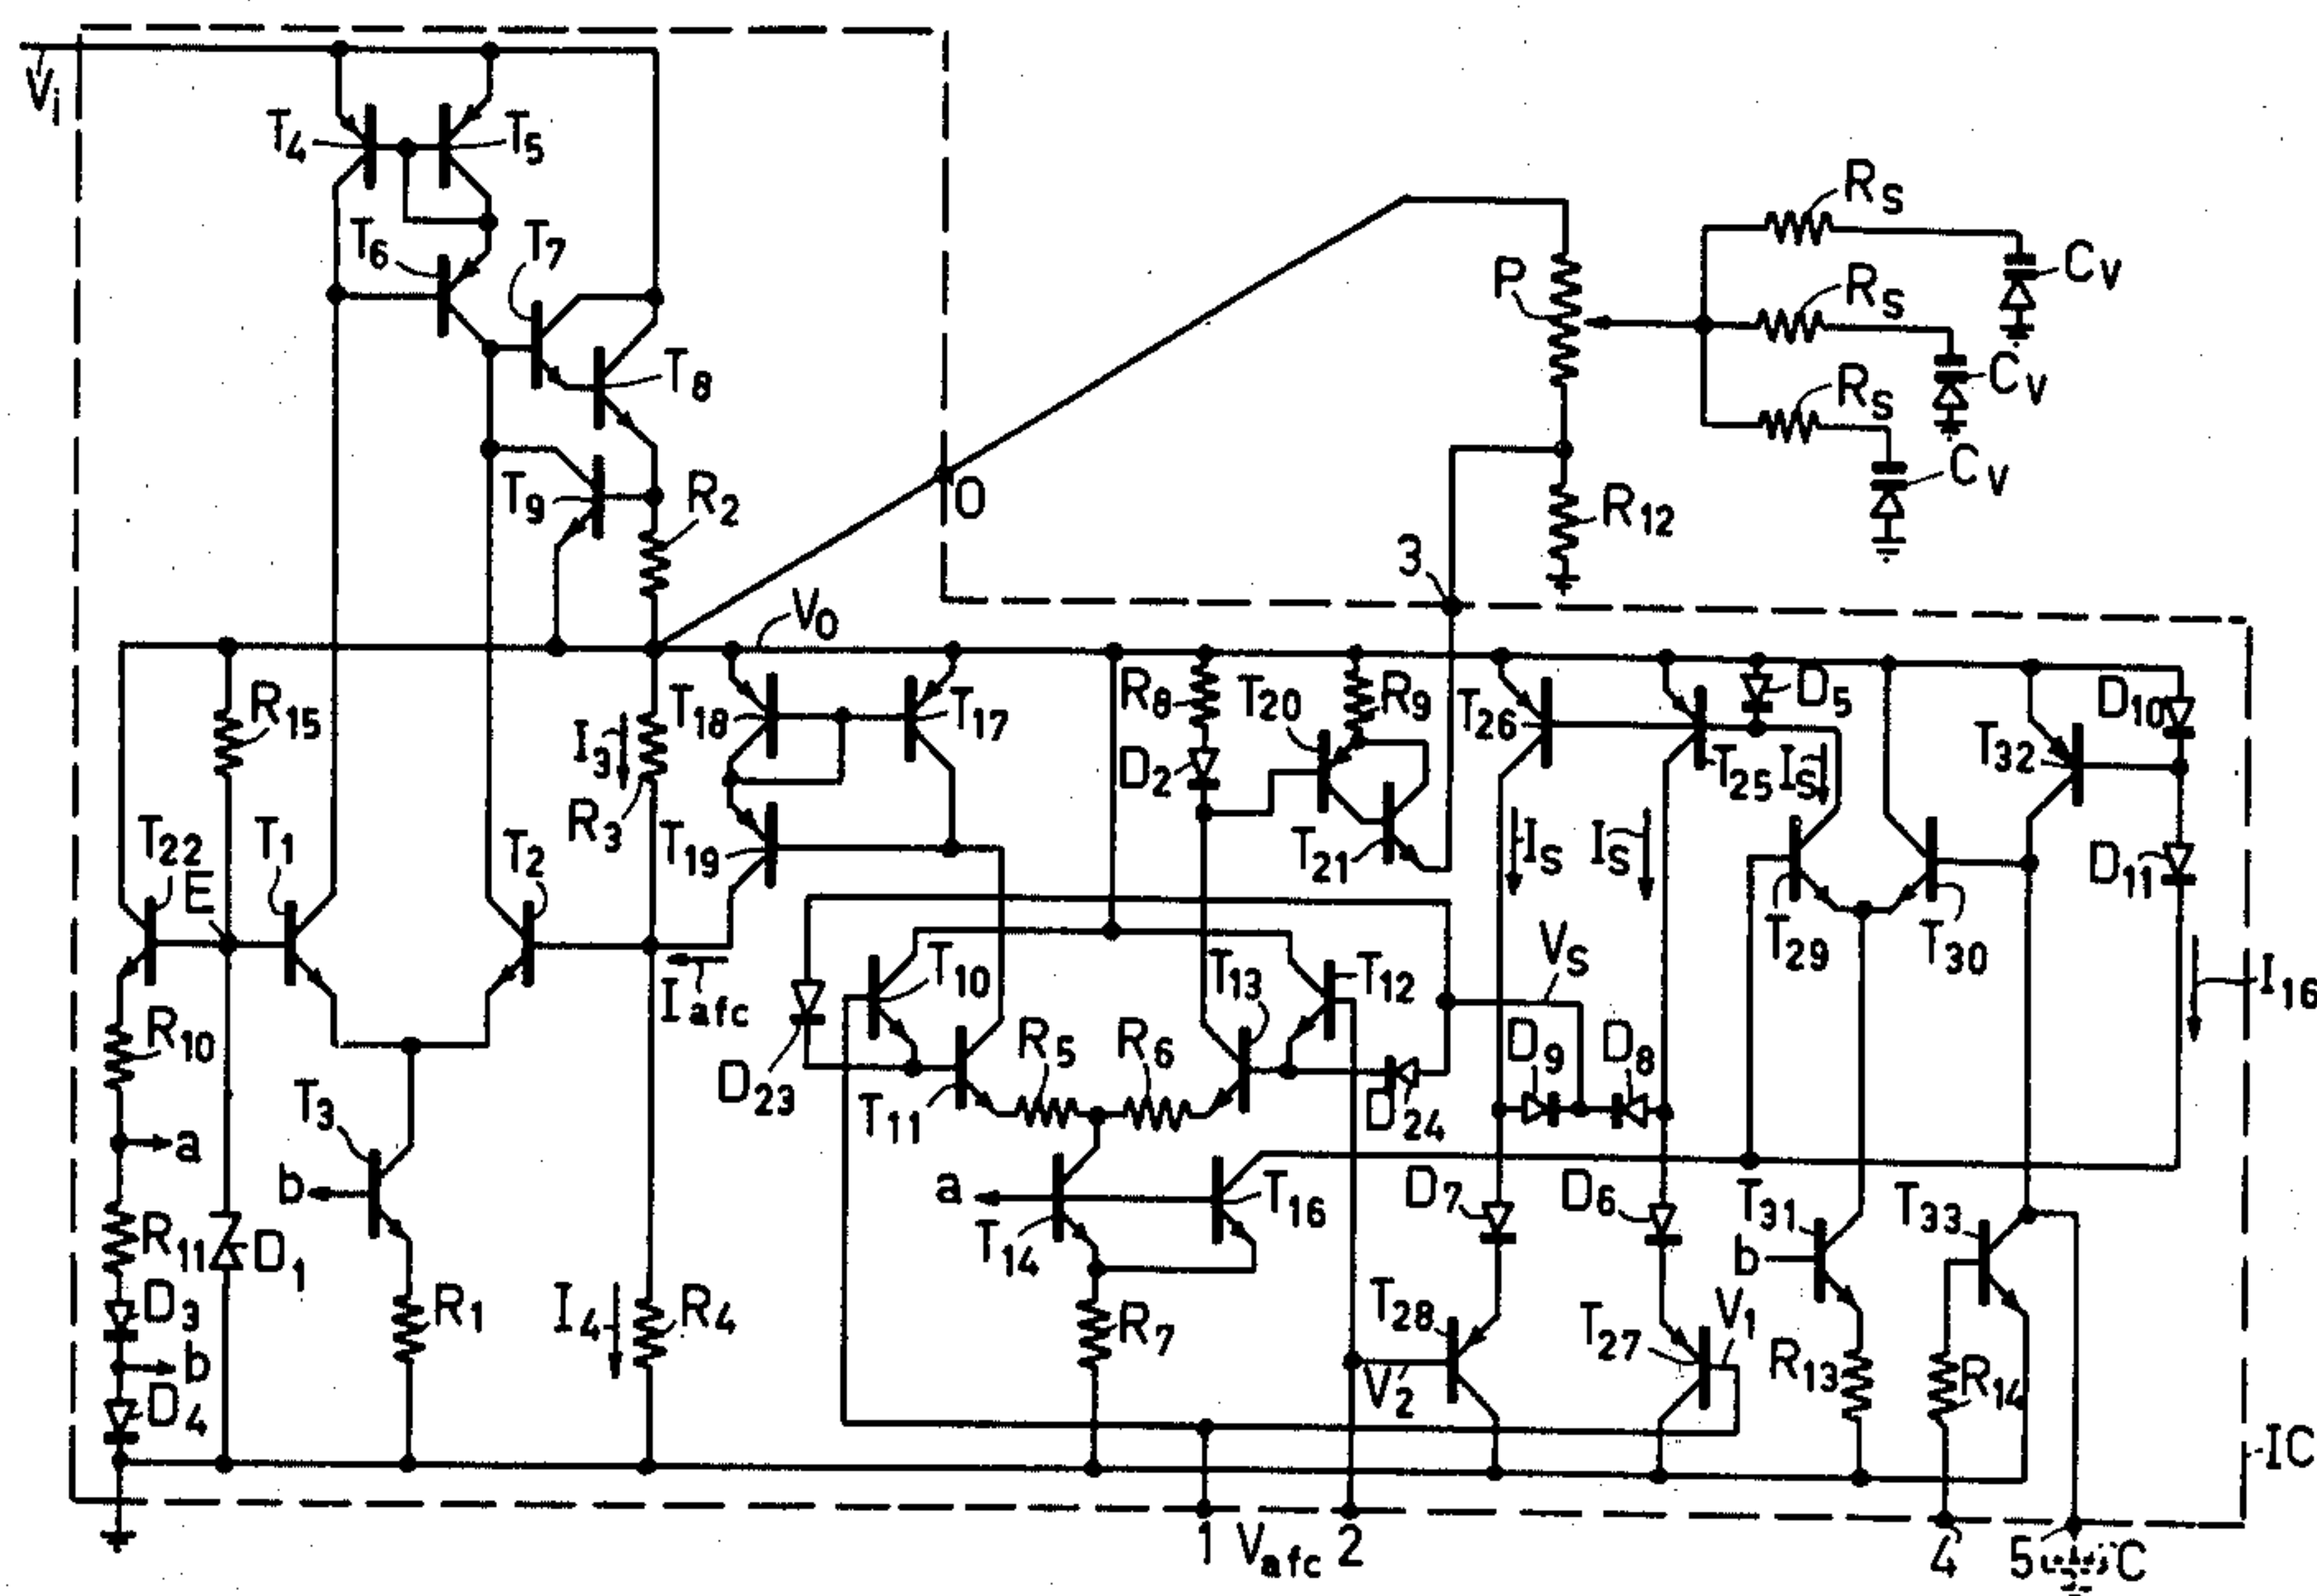 Vi
T4
T5
T6
T7
T8
T9
R2
O
P
RS
RS
RS
CV
CV
CV
R12
3
VO
R15
I3
R3
T18
T17
T19
R8
D2
T20
R9
T21
T26
T25
D5
IS
D10
T32
D11
T22
E
T1
T2
Iafc
IS
IS
T29
T30
I16
VS
T10
T13
T12
D23
T11
R5
R6
D24
D9
D8
R10
a
T3
b
R11
D1
D3
b
D4
R1
I4
R4
a
T14
T16
R7
D7
D6
T28
V2
T27
V1
T31
b
R13
T33
R14
IC
1
Vafc
2
4
5
C